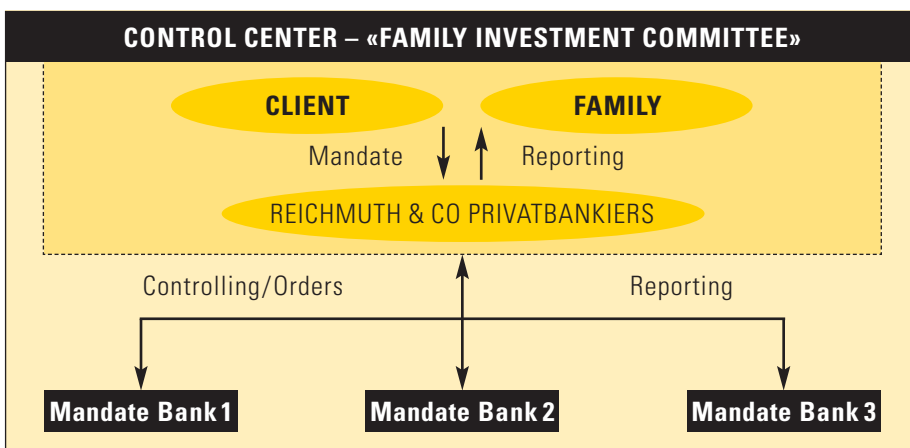 CONTROL CENTER – «FAMILY INVESTMENT COMMITTEE»
CLIENT
FAMILY
Mandate
Reporting
REICHMUTH & CO PRIVATBANKIERS
Controlling/Orders
Reporting
Mandate Bank 1
Mandate Bank 2
Mandate Bank 3